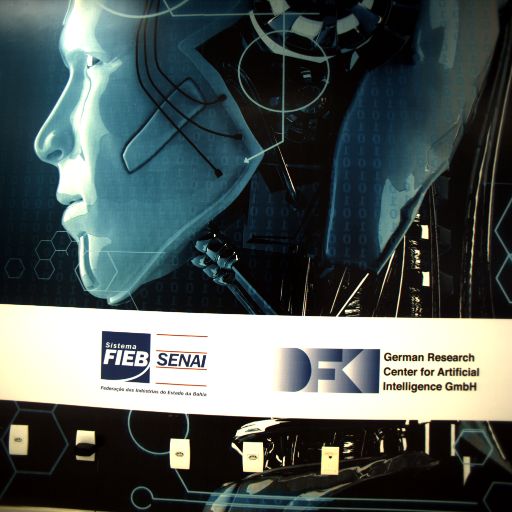 Sistema
FIEB SENAI
Federação das Indústrias do Estado da Bahia
DFKI
German Research
Center for Artificial
Intelligence GmbH